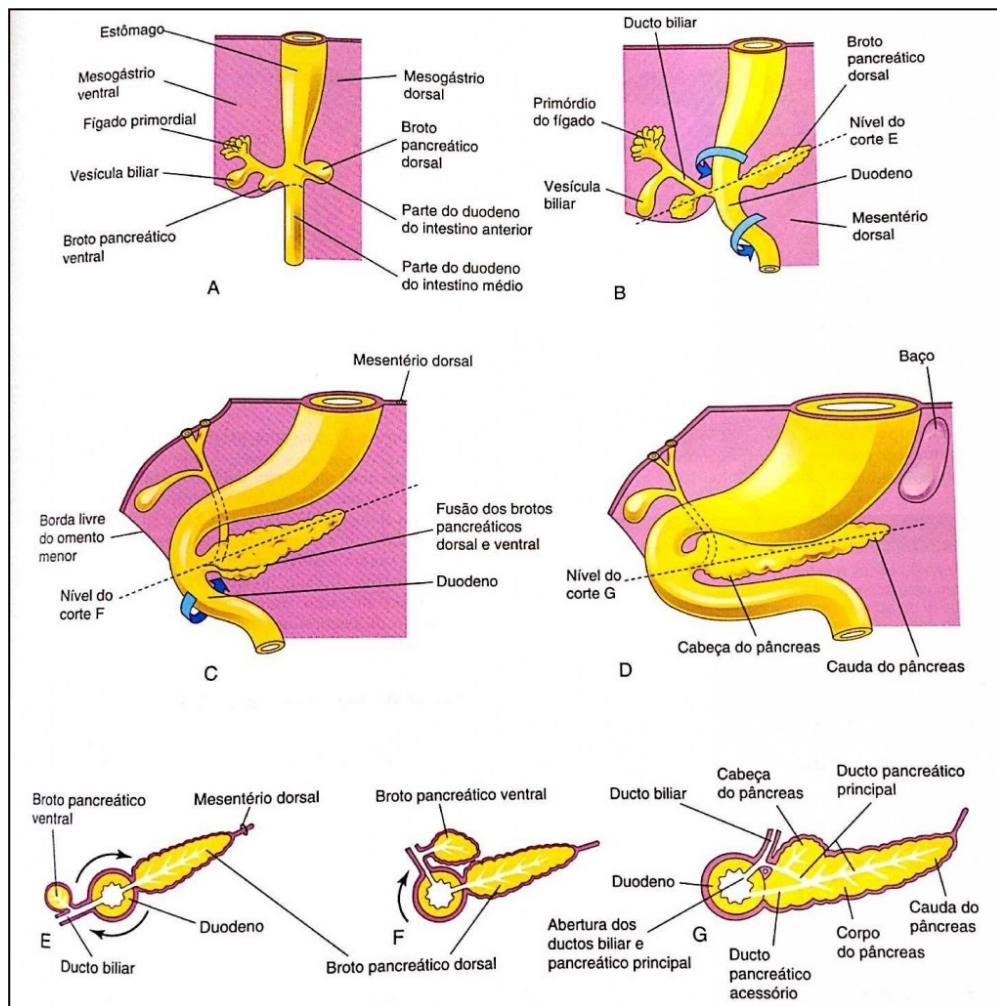 Estômago
Mesogástrio
ventral
Fígado primordial
Vesícula biliar
Broto pancreático
ventral
Mesogástrio
dorsal
Broto
pancreático
dorsal
Parte do duodeno
do intestino anterior
Parte do duodeno
do intestino médio
A
Ducto biliar
Broto
pancreático
dorsal
Primórdio
do fígado
Nível do
corte E
Vesícula
biliar
Duodeno
Mesentério
dorsal
B
Mesentério dorsal
Borda livre
do omento
menor
Fusão dos brotos
pancreáticos
dorsal e ventral
Nível do
corte F
Duodeno
C
Baço
Nível do
corte G
Cabeça do pâncreas
Cauda do pâncreas
D
Broto pancreático
ventral
Mesentério dorsal
Duodeno
E
Ducto biliar
Broto pancreático ventral
F
Broto pancreático dorsal
Ducto biliar
Cabeça
do pâncreas
Ducto pancreático
principal
Duodeno
Abertura dos
ductos biliar e
pancreático principal
G
Ducto
pancreático
acessório
Corpo
do pâncreas
Cauda do
pâncreas